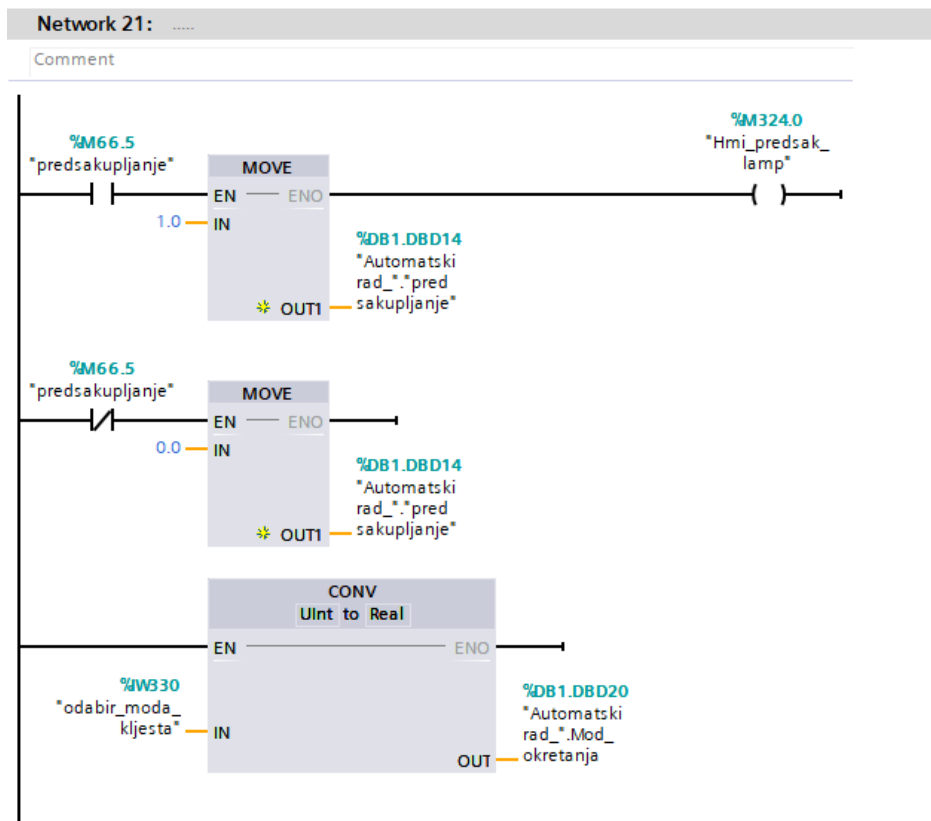 Network 21: .....
Comment
%M66.5
"predsakupljanje"
MOVE
EN ENO
1.0 IN
OUT1
%DB1.DBD14
"Automatski
rad_"."pred
sakupljanje"
%M324.0
"Hmi_predsak_
lamp"
%M66.5
"predsakupljanje"
MOVE
EN ENO
0.0 IN
OUT1
%DB1.DBD14
"Automatski
rad_"."pred
sakupljanje"
CONV
UInt to Real
EN ENO
%IW330
"odabir_moda_
kljesta" IN
OUT
%DB1.DBD20
"Automatski
rad_".Mod_
okretanja